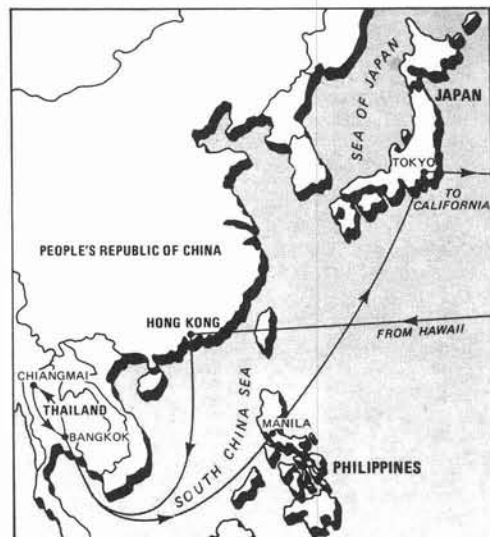 SEA OF JAPAN
JAPAN
TOKYO
TO
CALIFORNIA
PEOPLE'S REPUBLIC OF CHINA
HONG KONG
FROM HAWAII
CHIANGMAI
THAILAND
BANGKOK
SOUTH CHINA SEA
MANILA
PHILIPPINES